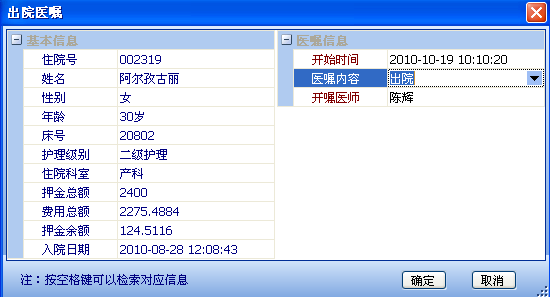 出院医嘱
基本信息
住院号 002319
姓名 阿尔孜古丽
性别 女
年龄 30岁
床号 20802
护理级别 二级护理
住院科室 产科
押金总额 2400
费用总额 2275.4884
押金余额 124.5116
入院日期 2010-08-28 12:08:43
医嘱信息
开始时间 2010-10-19 10:10:20
医嘱内容 出院
开嘱医师 陈辉
注：按空格键可以检索对应信息
确定
取消